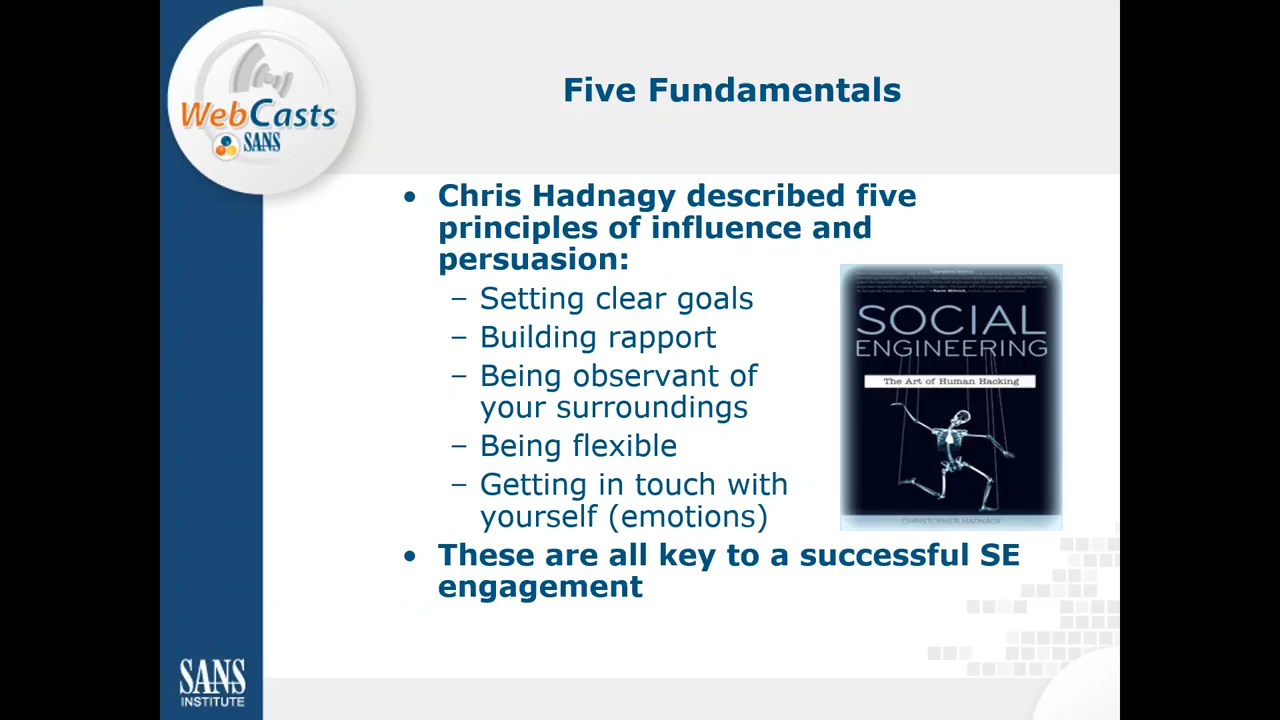 WebCasts
SANS
Five Fundamentals
• Chris Hadnagy described five
principles of influence and
persuasion:
– Setting clear goals
– Building rapport
– Being observant of
your surroundings
– Being flexible
– Getting in touch with
yourself (emotions)
SOCIAL
ENGINEERING
The Art of Human Hacking
CHRISTOPHER HADNAGY
• These are all key to a successful SE
engagement
SANS
INSTITUTE